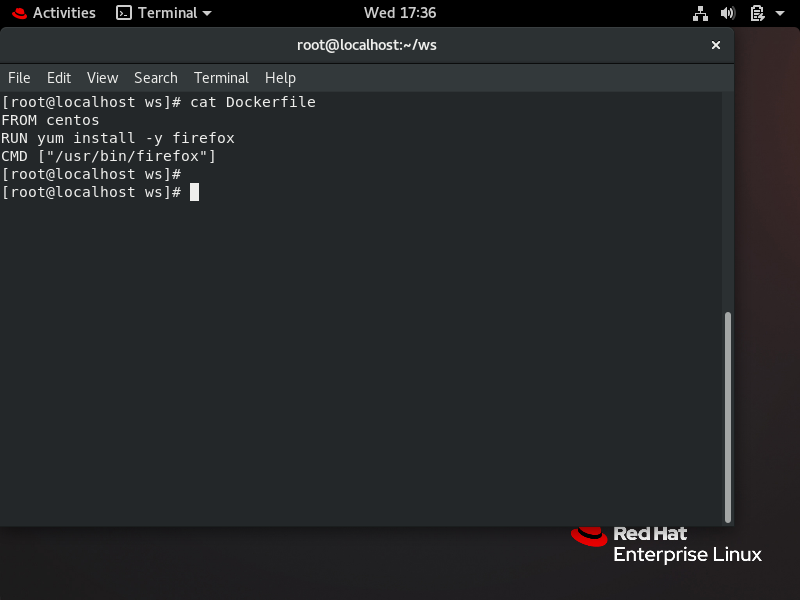 Activities Terminal Wed 17:36
root@localhost:~/ws
File Edit View Search Terminal Help
[root@localhost ws]# cat Dockerfile
FROM centos
RUN yum install -y firefox
CMD ["/usr/bin/firefox"]
[root@localhost ws]#
[root@localhost ws]#
Red Hat
Enterprise Linux